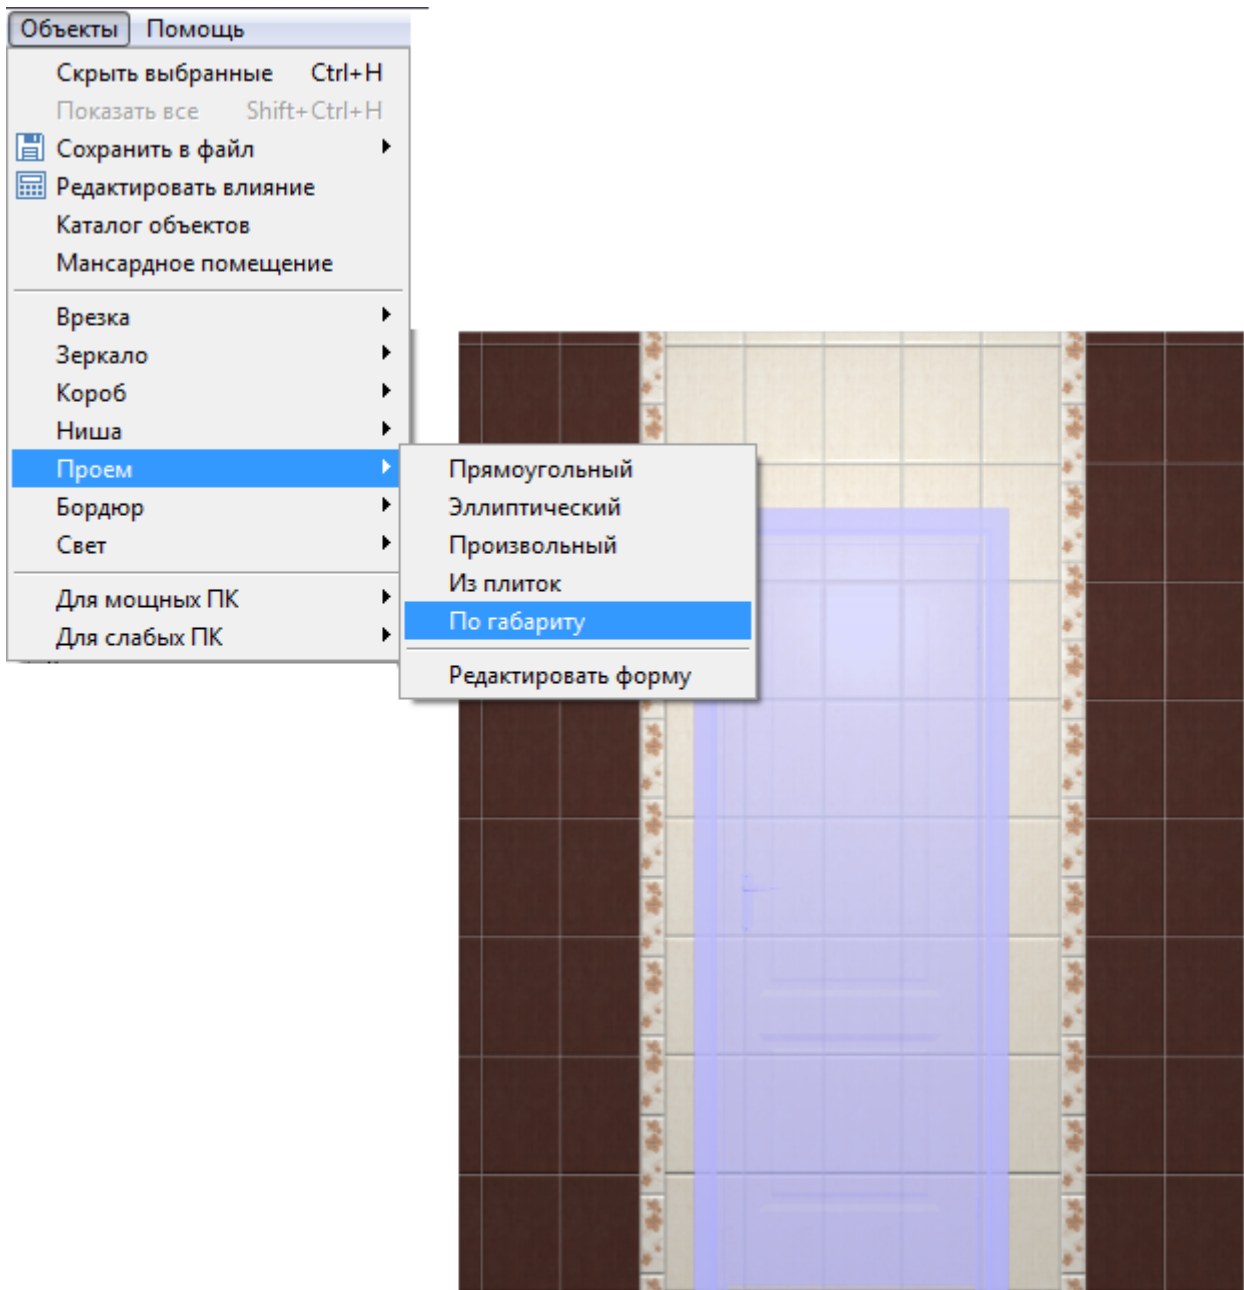 Объекты Помощь
Скрыть выбранные Ctrl+H
Показать все Shift+Ctrl+H
Сохранить в файл
Редактировать влияние
Каталог объектов
Мансардное помещение
Врезка
Зеркало
Короб
Ниша
Проем
Бордюр
Свет
Для мощных ПК
Для слабых ПК
Прямоугольный
Эллиптический
Произвольный
Из плиток
По габариту
Редактировать форму